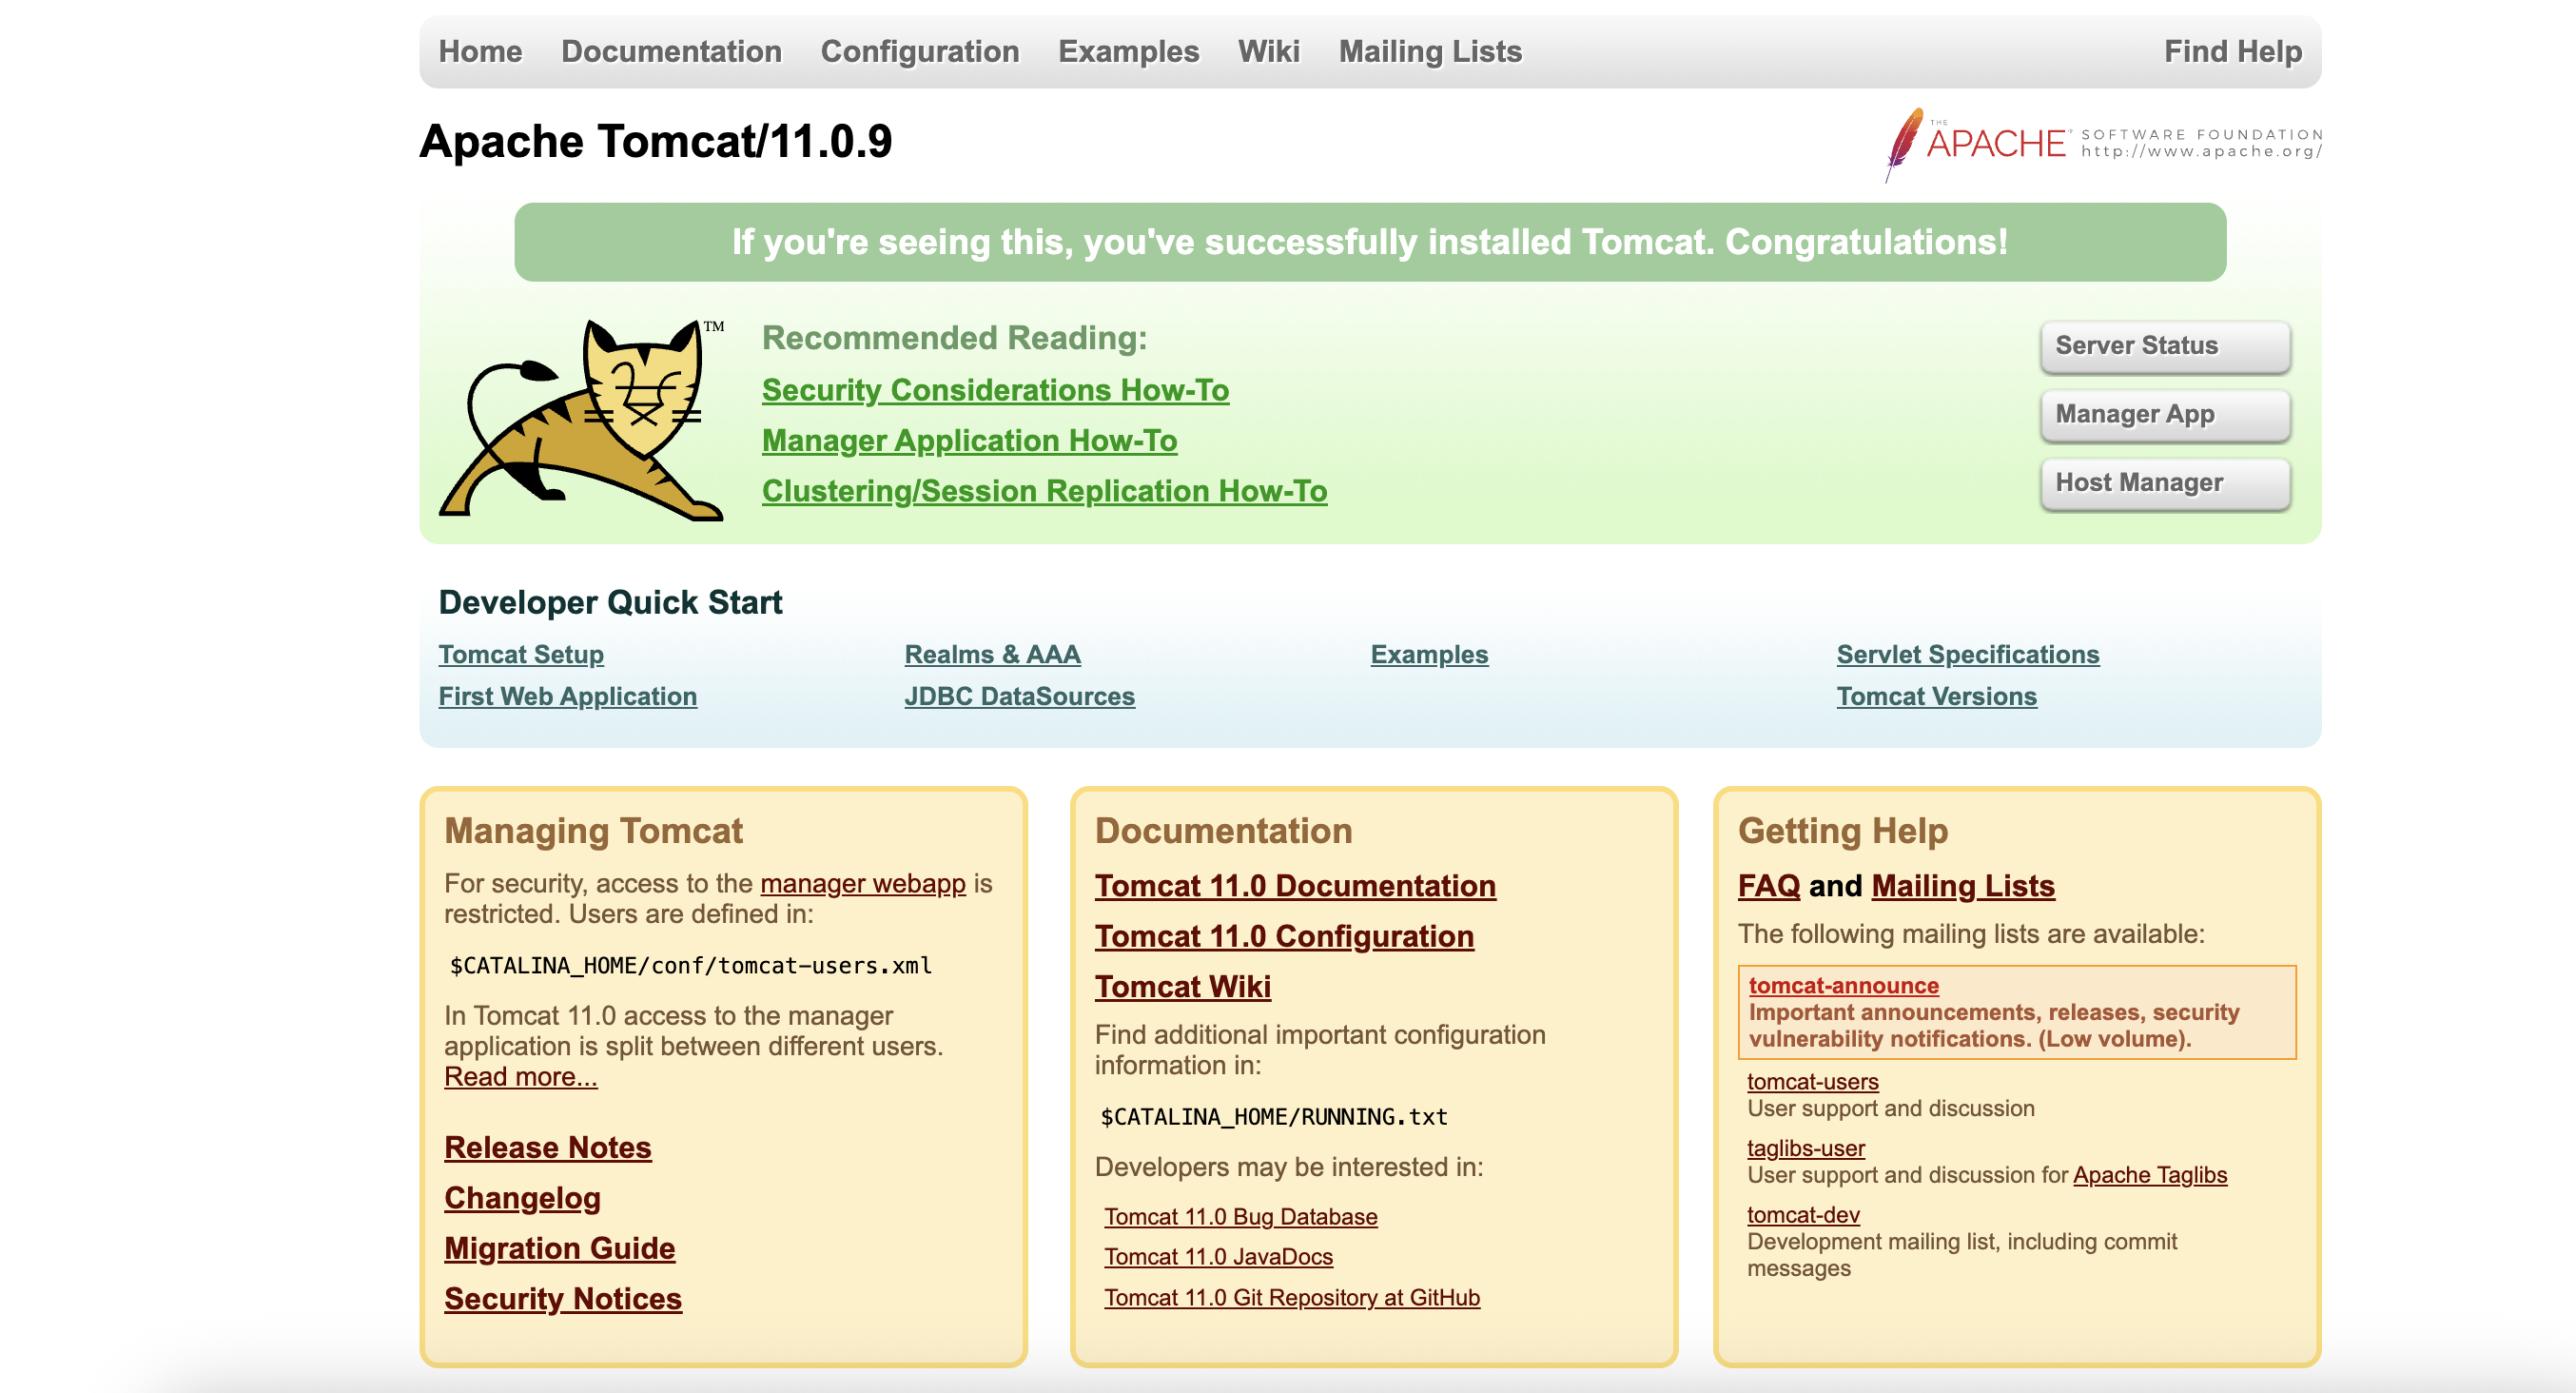 Home Documentation Configuration Examples Wiki Mailing Lists Find Help
Apache Tomcat/11.0.9
THE
APACHE® SOFTWARE FOUNDATION
http://www.apache.org/
If you're seeing this, you've successfully installed Tomcat. Congratulations!
TM
Recommended Reading:
Security Considerations How-To
Manager Application How-To
Clustering/Session Replication How-To
Server Status
Manager App
Host Manager
Developer Quick Start
Tomcat Setup
First Web Application
Realms & AAA
JDBC DataSources
Examples
Servlet Specifications
Tomcat Versions
Managing Tomcat
For security, access to the manager webapp is
restricted. Users are defined in:
$CATALINA_HOME/conf/tomcat-users.xml
In Tomcat 11.0 access to the manager
application is split between different users.
Read more...
Release Notes
Changelog
Migration Guide
Security Notices
Documentation
Tomcat 11.0 Documentation
Tomcat 11.0 Configuration
Tomcat Wiki
Find additional important configuration
information in:
$CATALINA_HOME/RUNNING.txt
Developers may be interested in:
Tomcat 11.0 Bug Database
Tomcat 11.0 JavaDocs
Tomcat 11.0 Git Repository at GitHub
Getting Help
FAQ and Mailing Lists
The following mailing lists are available:
tomcat-announce
Important announcements, releases, security
vulnerability notifications. (Low volume).
tomcat-users
User support and discussion
taglibs-user
User support and discussion for Apache Taglibs
tomcat-dev
Development mailing list, including commit
messages